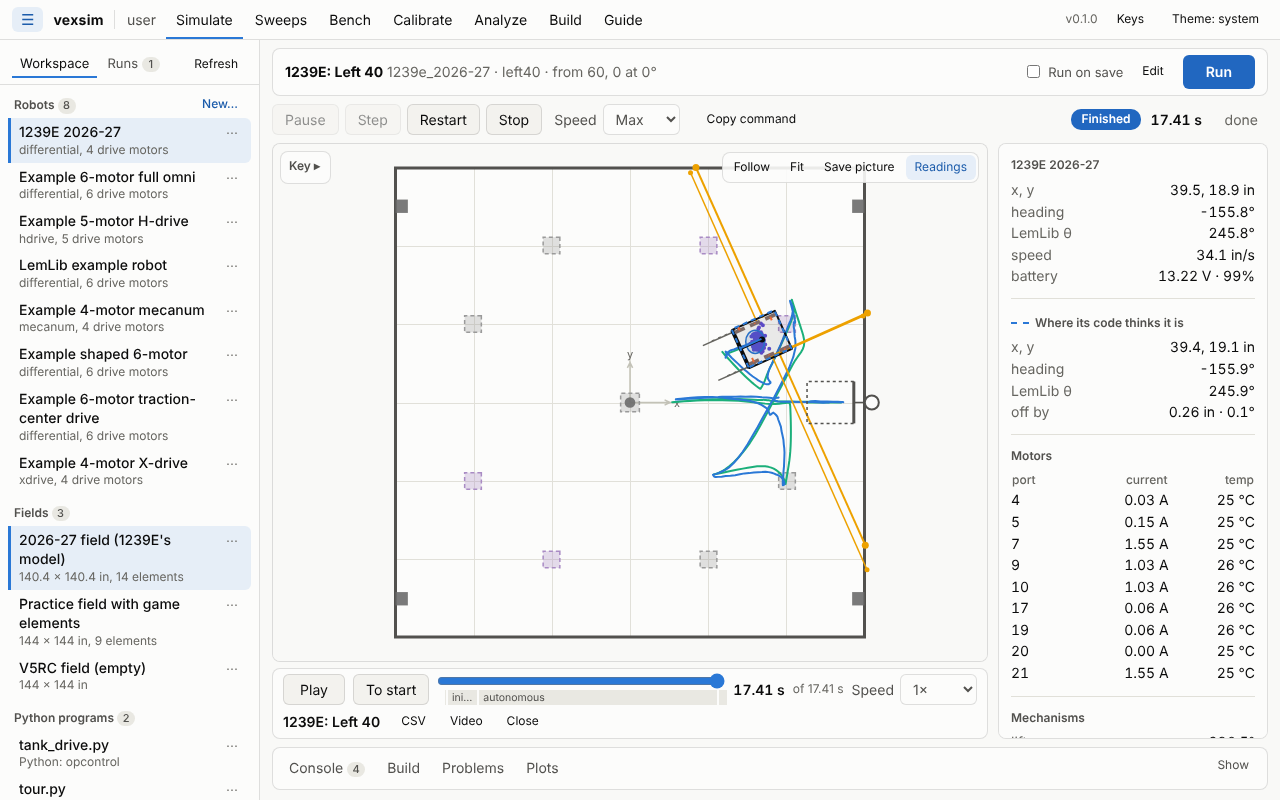 ☰ vexsim user Simulate Sweeps Bench Calibrate Analyze Build Guide v0.1.0 Keys Theme: system
Workspace Runs 1 Refresh
Robots 8 New...
1239E 2026-27 ...
differential, 4 drive motors
Example 6-motor full omni ...
differential, 6 drive motors
Example 5-motor H-drive ...
hdrive, 5 drive motors
LemLib example robot ...
differential, 6 drive motors
Example 4-motor mecanum ...
mecanum, 4 drive motors
Example shaped 6-motor ...
differential, 6 drive motors
Example 6-motor traction-
center drive ...
differential, 6 drive motors
Example 4-motor X-drive ...
xdrive, 4 drive motors
Fields 3
2026-27 field (1239E's
model) ...
140.4 × 140.4 in, 14 elements
Practice field with game
elements ...
144 × 144 in, 9 elements
V5RC field (empty) ...
144 × 144 in
Python programs 2
tank_drive.py ...
Python: opcontrol
tour.py ...
1239E: Left 40 1239e_2026-27 · left40 · from 60, 0 at 0°
Run on save Edit Run
Pause Step Restart Stop Speed Max Copy command
Finished 17.41 s done
Key ▸ Follow Fit Save picture Readings
y
x
Play To start ini... autonomous 17.41 s of 17.41 s Speed 1×
1239E: Left 40 CSV Video Close
Console 4 Build Problems Plots Show
1239E 2026-27
x, y 39.5, 18.9 in
heading -155.8°
LemLib θ 245.8°
speed 34.1 in/s
battery 13.22 V · 99%
Where its code thinks it is
x, y 39.4, 19.1 in
heading -155.9°
LemLib θ 245.9°
off by 0.26 in · 0.1°
Motors
port current temp
4 0.03 A 25 °C
5 0.15 A 25 °C
7 1.55 A 25 °C
9 1.03 A 26 °C
10 1.03 A 26 °C
17 0.06 A 26 °C
19 0.06 A 26 °C
20 0.00 A 25 °C
21 1.55 A 25 °C
Mechanisms